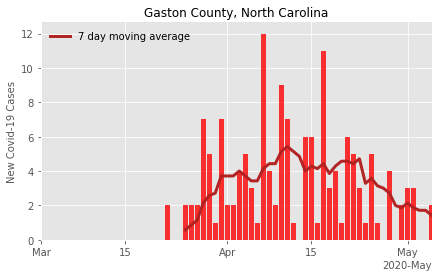 Gaston County, North Carolina
7 day moving average
New Covid-19 Cases
12
10
8
6
4
2
0
Mar
15
Apr
15
May
2020-May